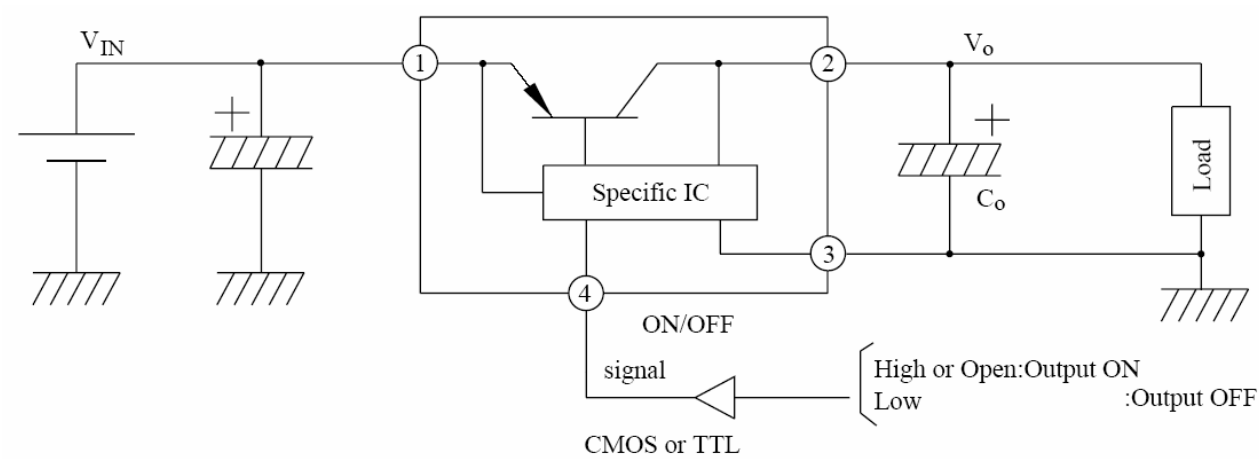 VIN
1
2
Vo
+
+
Specific IC
Co
Load
3
4
ON/OFF
signal
High or Open:Output ON
Low :Output OFF
CMOS or TTL